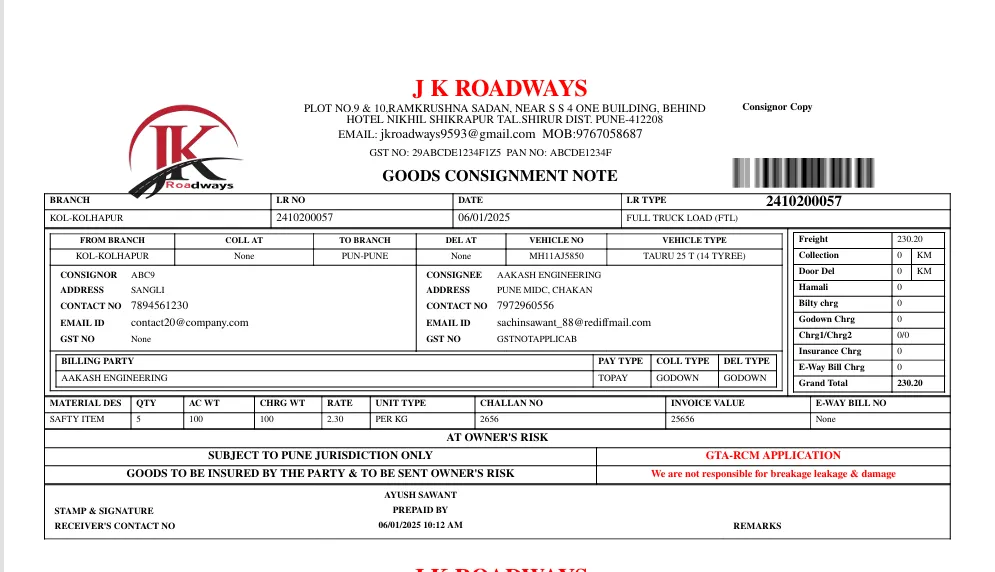 J K ROADWAYS
PLOT NO.9 & 10,RAMKRUSHNA SADAN, NEAR S S 4 ONE BUILDING, BEHIND
Consignor Copy
HOTEL NIKHIL SHIKRAPUR TAL.SHIRUR DIST. PUNE-412208
EMAIL: jkroadways9593@gmail.com MOB:9767058687
GST NO: 29ABCDE1234F1Z5 PAN NO: ABCDE1234F
JK
Roadways
GOODS CONSIGNMENT NOTE
2410200057
BRANCH LR NO DATE LR TYPE
KOL-KOLHAPUR 2410200057 06/01/2025 FULL TRUCK LOAD (FTL)
FROM BRANCH COLL AT TO BRANCH DEL AT VEHICLE NO VEHICLE TYPE
KOL-KOLHAPUR None PUN-PUNE None MH11AJ5850 TAURU 25 T (14 TYREE)
CONSIGNOR ABC9
ADDRESS SANGLI
CONTACT NO 7894561230
EMAIL ID contact20@company.com
GST NO None
CONSIGNEE AAKASH ENGINEERING
ADDRESS PUNE MIDC, CHAKAN
CONTACT NO 7972960556
EMAIL ID sachinsawant_88@rediffmail.com
GST NO GSTNOTAPPLICAB
BILLING PARTY PAY TYPE COLL TYPE DEL TYPE
AAKASH ENGINEERING TOPAY GODOWN GODOWN
Freight 230.20
Collection 0 KM
Door Del 0 KM
Hamali 0
Bilty chrg 0
Godown Chrg 0
Chrg1/Chrg2 0/0
Insurance Chrg 0
E-Way Bill Chrg 0
Grand Total 230.20
MATERIAL DES QTY AC WT CHRG WT RATE UNIT TYPE CHALLAN NO INVOICE VALUE E-WAY BILL NO
SAFTY ITEM 5 100 100 2.30 PER KG 2656 25656 None
AT OWNER'S RISK
SUBJECT TO PUNE JURISDICTION ONLY GTA-RCM APPLICATION
GOODS TO BE INSURED BY THE PARTY & TO BE SENT OWNER'S RISK We are not responsible for breakage leakage & damage
AYUSH SAWANT
STAMP & SIGNATURE PREPAID BY
RECEIVER'S CONTACT NO 06/01/2025 10:12 AM REMARKS
J K ROADWAYS